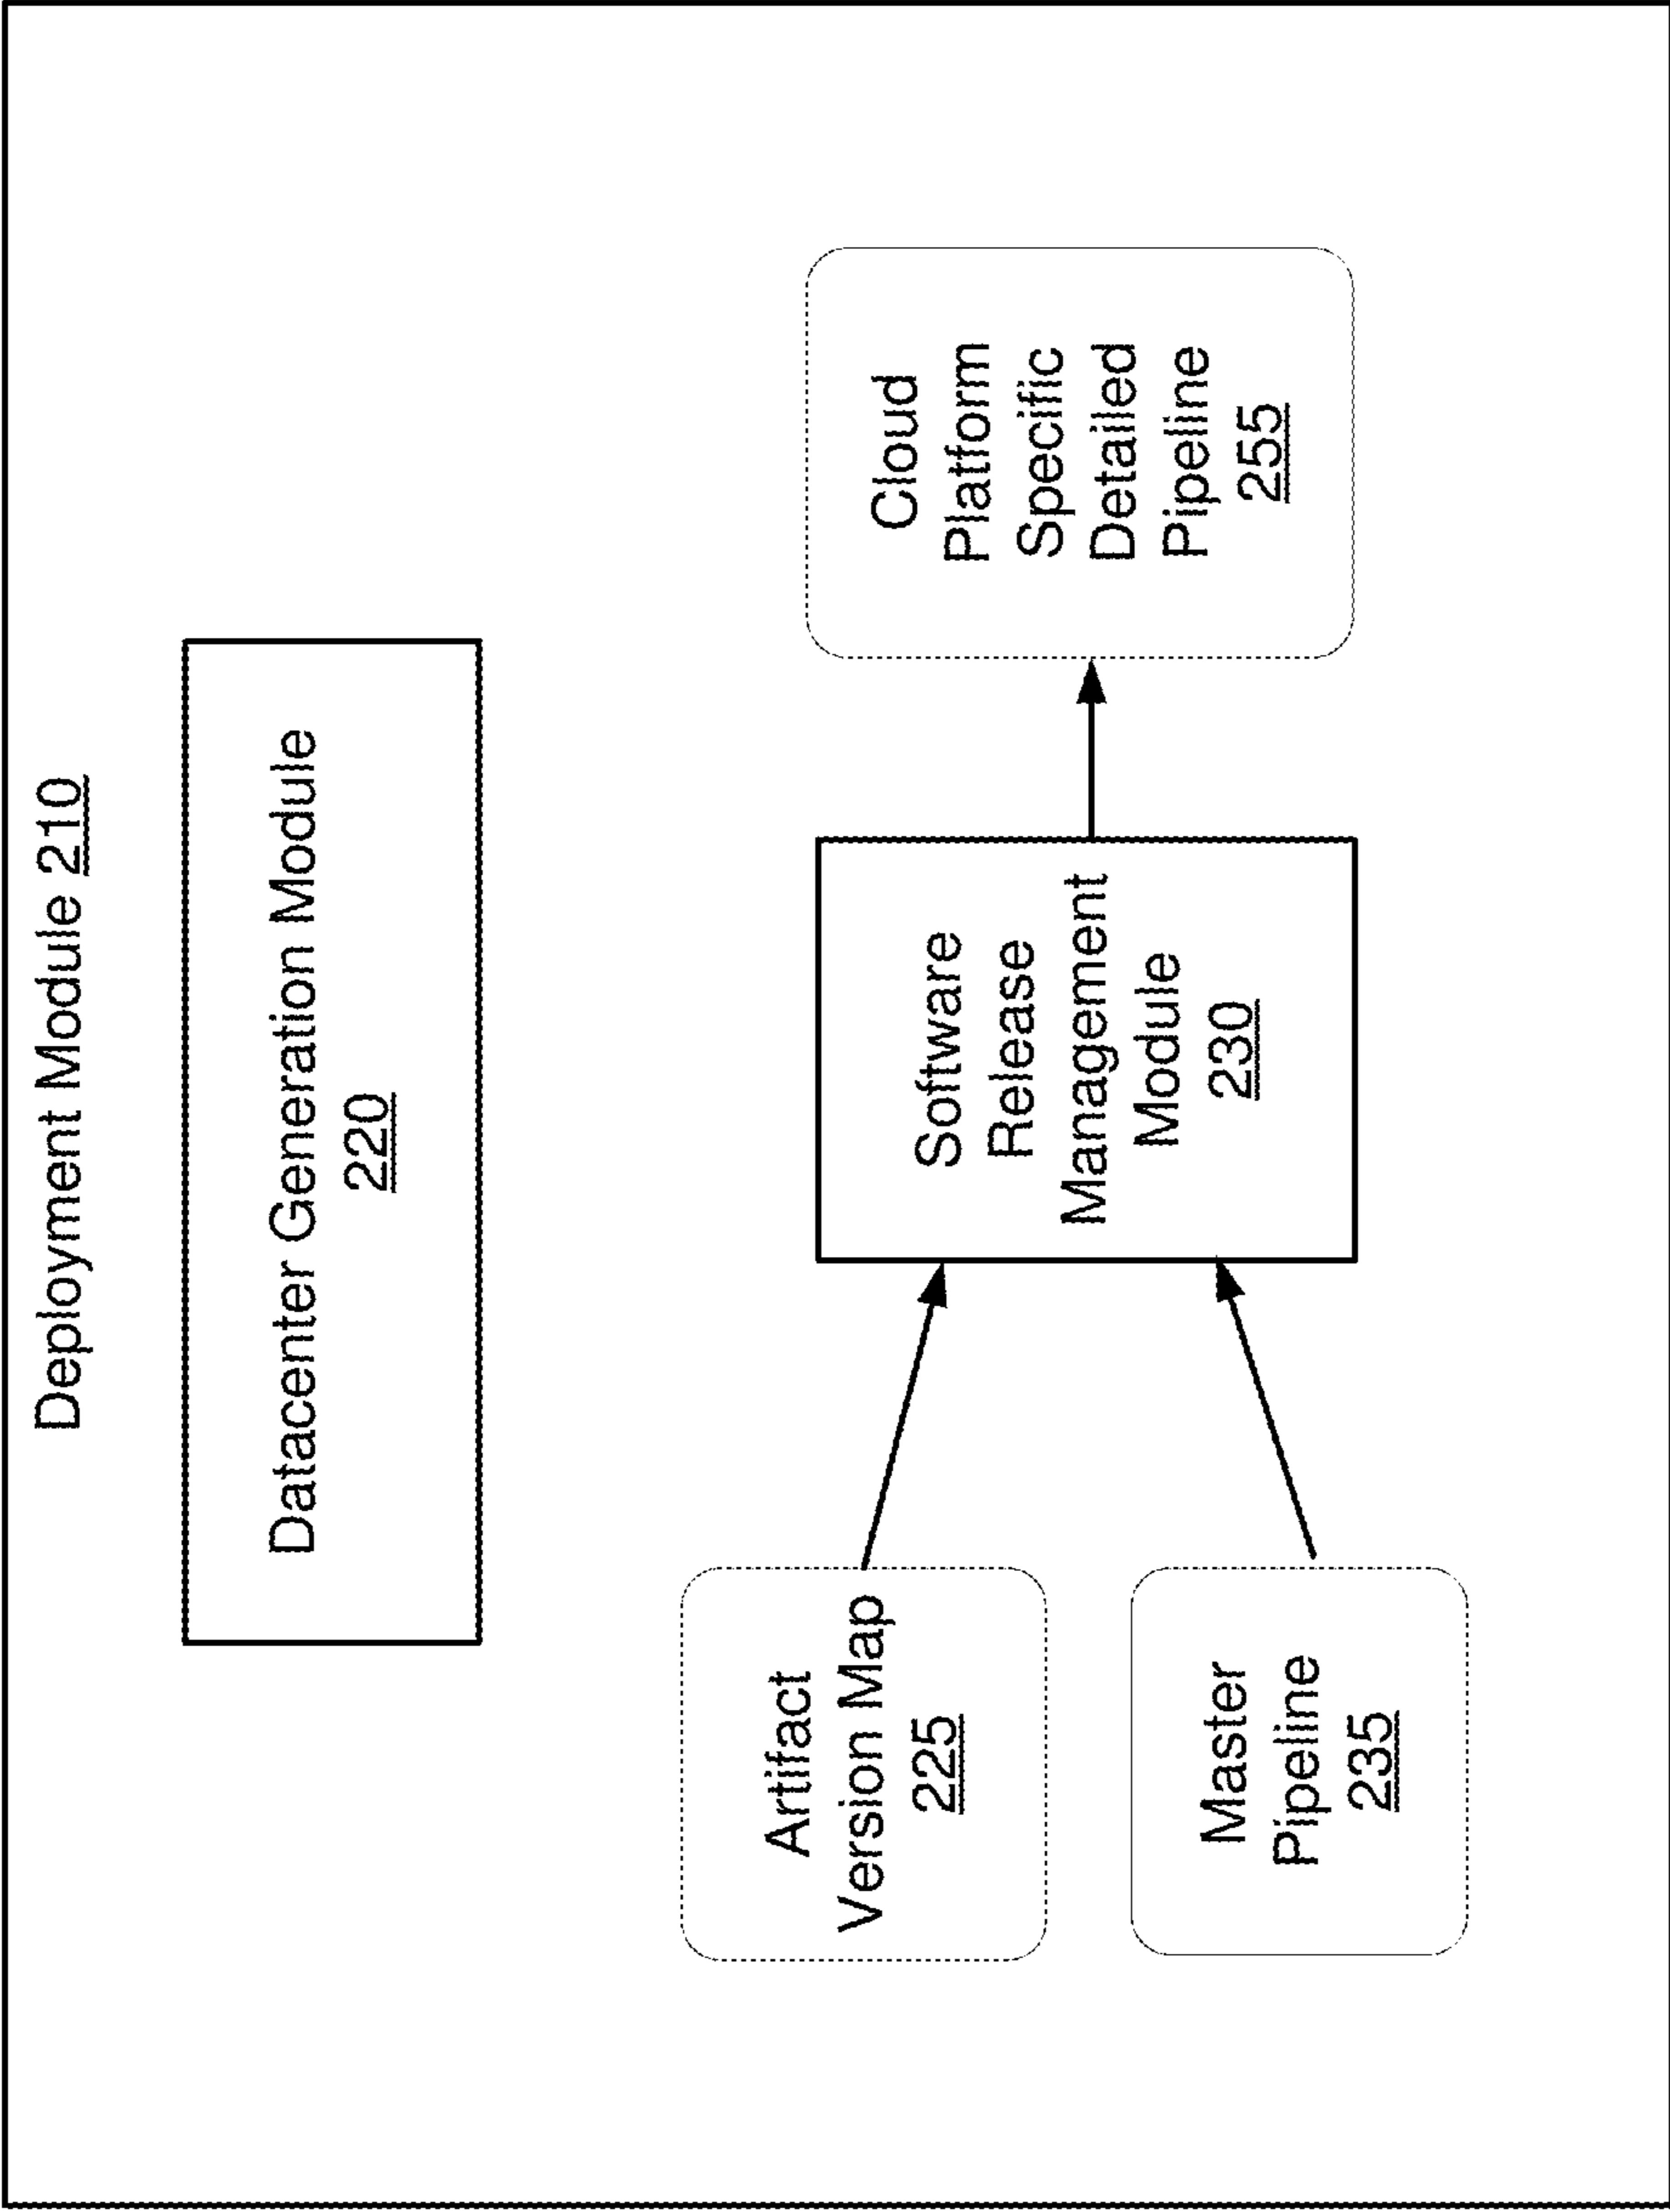 Deployment Module 210
Datacenter Generation Module
220
Artifact
Version Map
225
Master
Pipeline
235
Software
Release
Management
Module
230
Cloud
Platform
Specific
Detailed
Pipeline
255